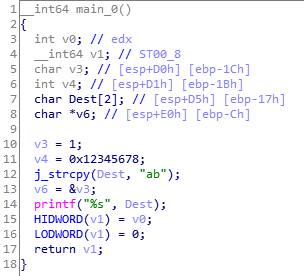 1 __int64 main_0()
2 {
3 int v0; // edx
4 __int64 v1; // ST00_8
5 char v3; // [esp+D0h] [ebp-1Ch]
6 int v4; // [esp+D1h] [ebp-1Bh]
7 char Dest[2]; // [esp+D5h] [ebp-17h]
8 char *v6; // [esp+E0h] [ebp-Ch]
9
10 v3 = 1;
11 v4 = 0x12345678;
12 j_strcpy(Dest, "ab");
13 v6 = &v3;
14 printf("%s", Dest);
15 HIDWORD(v1) = v0;
16 LODWORD(v1) = 0;
17 return v1;
18 }